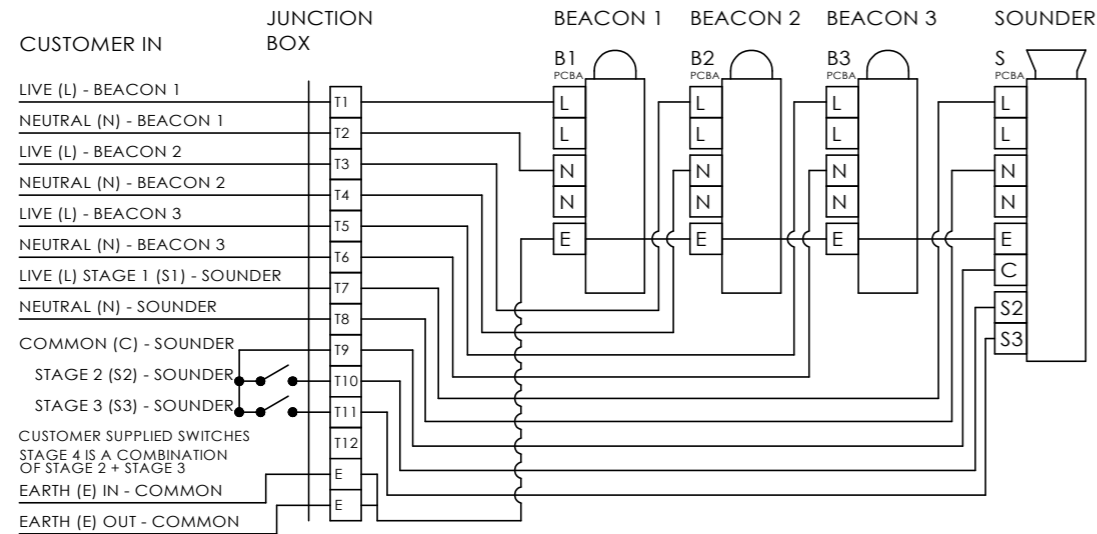 JUNCTION
BOX
BEACON 1
BEACON 2
BEACON 3
SOUNDER
CUSTOMER IN
B1
PCBA
B2
PCBA
B3
PCBA
S
PCBA
LIVE (L) - BEACON 1
NEUTRAL (N) - BEACON 1
LIVE (L) - BEACON 2
NEUTRAL (N) - BEACON 2
LIVE (L) - BEACON 3
NEUTRAL (N) - BEACON 3
LIVE (L) STAGE 1 (S1) - SOUNDER
NEUTRAL (N) - SOUNDER
COMMON (C) - SOUNDER
STAGE 2 (S2) - SOUNDER
STAGE 3 (S3) - SOUNDER
CUSTOMER SUPPLIED SWITCHES
STAGE 4 IS A COMBINATION
OF STAGE 2 + STAGE 3
EARTH (E) IN - COMMON
EARTH (E) OUT - COMMON
T1
T2
T3
T4
T5
T6
T7
T8
T9
T10
T11
T12
E
E
L
L
N
N
E
L
L
N
N
E
L
L
N
N
E
L
L
N
N
E
C
S2
S3